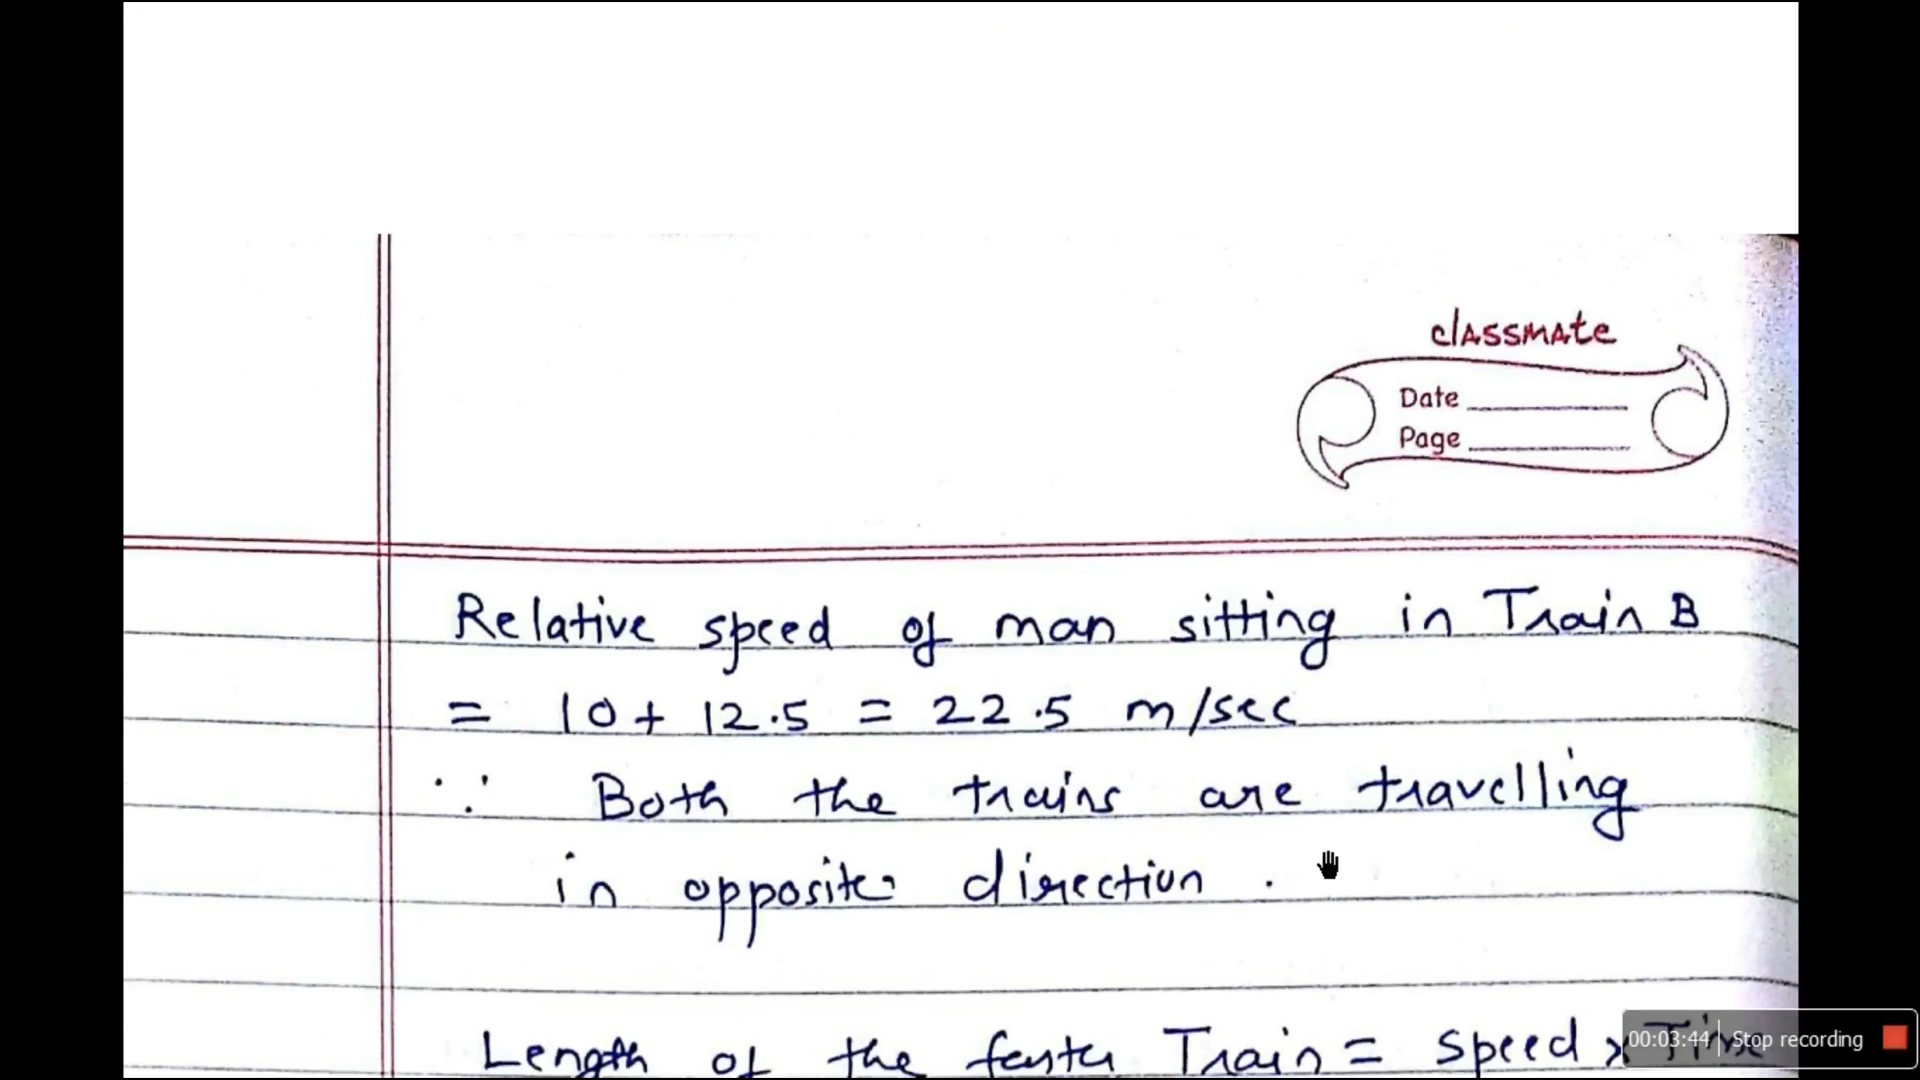 classmate
Date
Page
Relative speed of man sitting in Train B
= 10 + 12.5 = 22.5 m/sec
∵ Both the trains are travelling
in opposite direction .
Length of the faster Train = speed x Time
00:03:44 | Stop recording